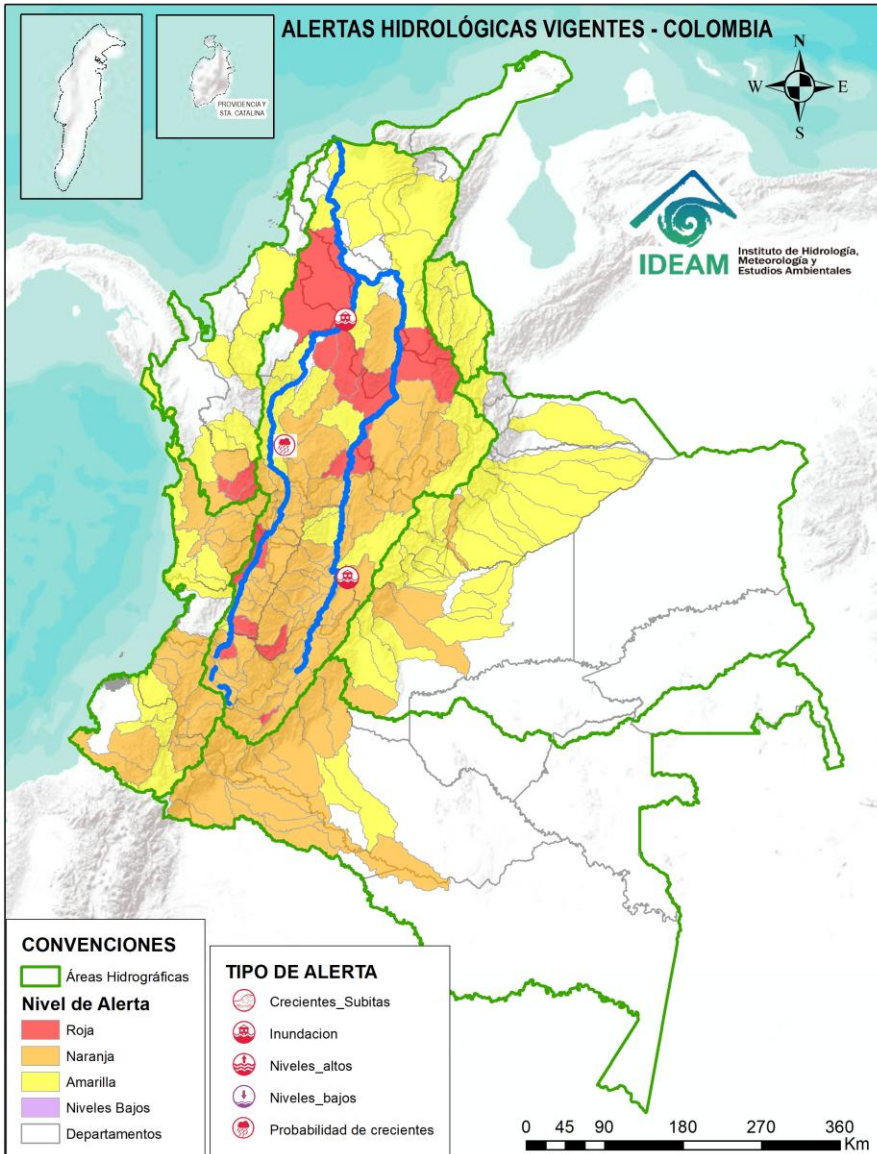 ALERTAS HIDROLÓGICAS VIGENTES - COLOMBIA
PROVIDENCIA Y
STA. CATALINA
N
W E
S
IDEAM
Instituto de Hidrología,
Meteorología y
Estudios Ambientales
CONVENCIONES
Áreas Hidrográficas
Nivel de Alerta
Roja
Naranja
Amarilla
Niveles Bajos
Departamentos
TIPO DE ALERTA
Crecientes_Subitas
Inundacion
Niveles_altos
Niveles_bajos
Probabilidad de crecientes
0 45 90 180 270 360
Km